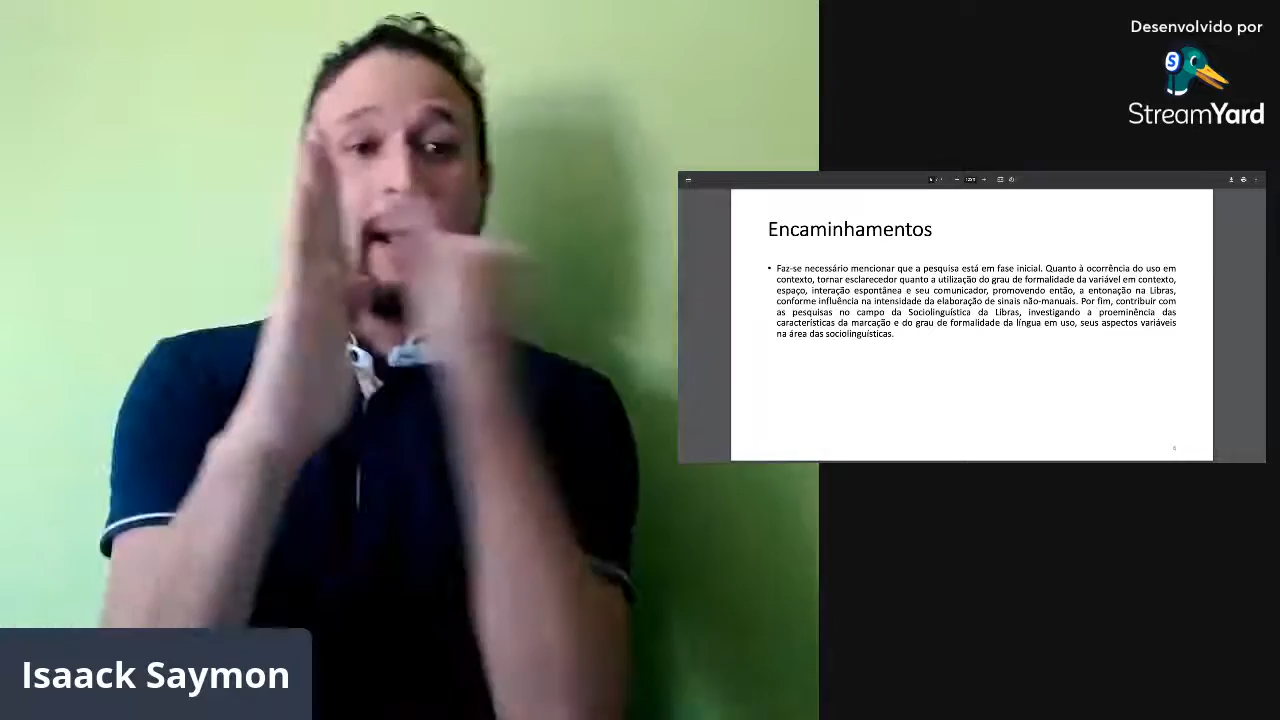 Desenvolvido por
StreamYard
Encaminhamentos
• Faz-se necessário mencionar que a pesquisa está em fase inicial. Quanto à ocorrência do uso em
contexto, tornar esclarecedor quanto a utilização do grau de formalidade da variável em contexto,
espaço, interação espontânea e seu comunicador, promovendo então, a entonação na Libras,
conforme influência na intensidade da elaboração de sinais não-manuais. Por fim, contribuir com
as pesquisas no campo da Sociolinguística da Libras, investigando a proeminência das
características da marcação e do grau de formalidade da língua em uso, seus aspectos variáveis
na área das sociolinguísticas.
Isaack Saymon